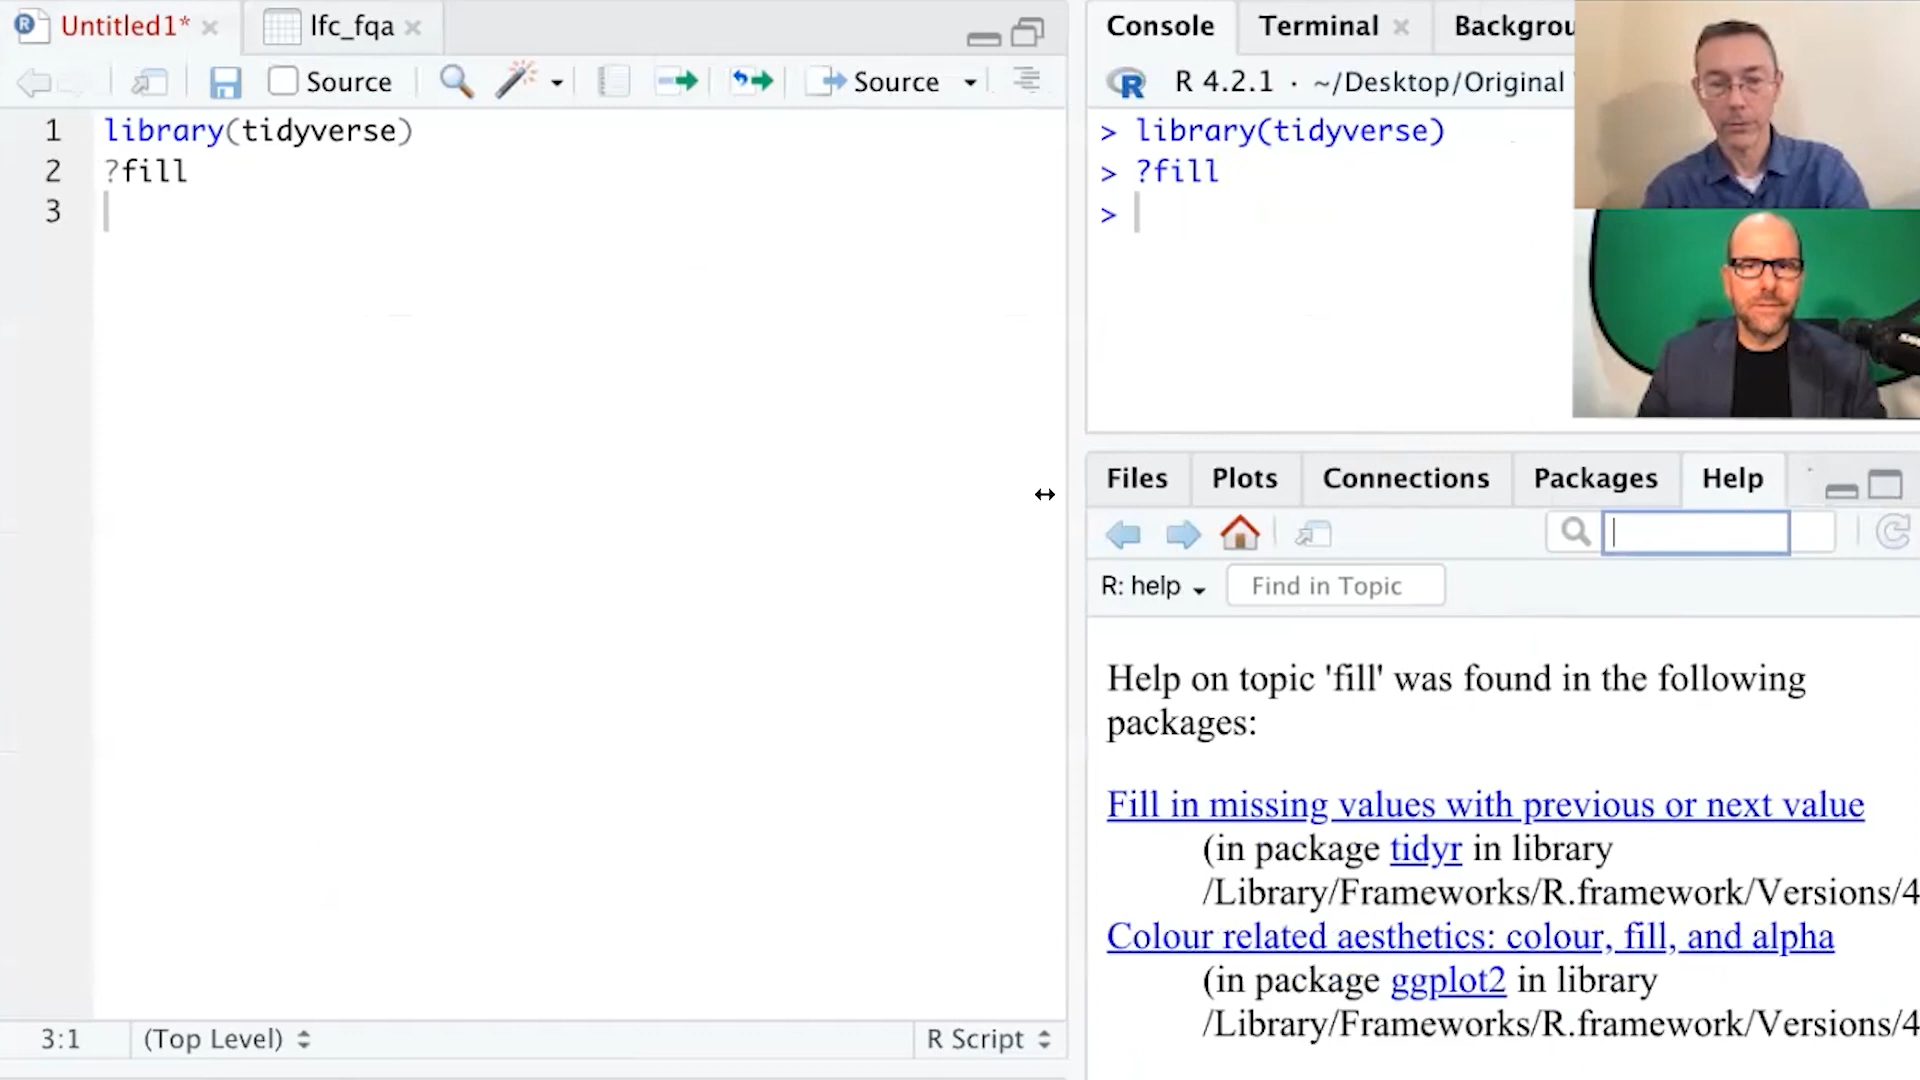 Untitled1* lfc_fqa
Source Source
1 library(tidyverse)
2 ?fill
3
3:1 (Top Level) R Script
Console Terminal Backgrou
R 4.2.1 · ~/Desktop/Original
> library(tidyverse)
> ?fill
>
Files Plots Connections Packages Help
R: help Find in Topic
Help on topic 'fill' was found in the following
packages:
Fill in missing values with previous or next value
(in package tidyr in library
/Library/Frameworks/R.framework/Versions/4
Colour related aesthetics: colour, fill, and alpha
(in package ggplot2 in library
/Library/Frameworks/R.framework/Versions/4